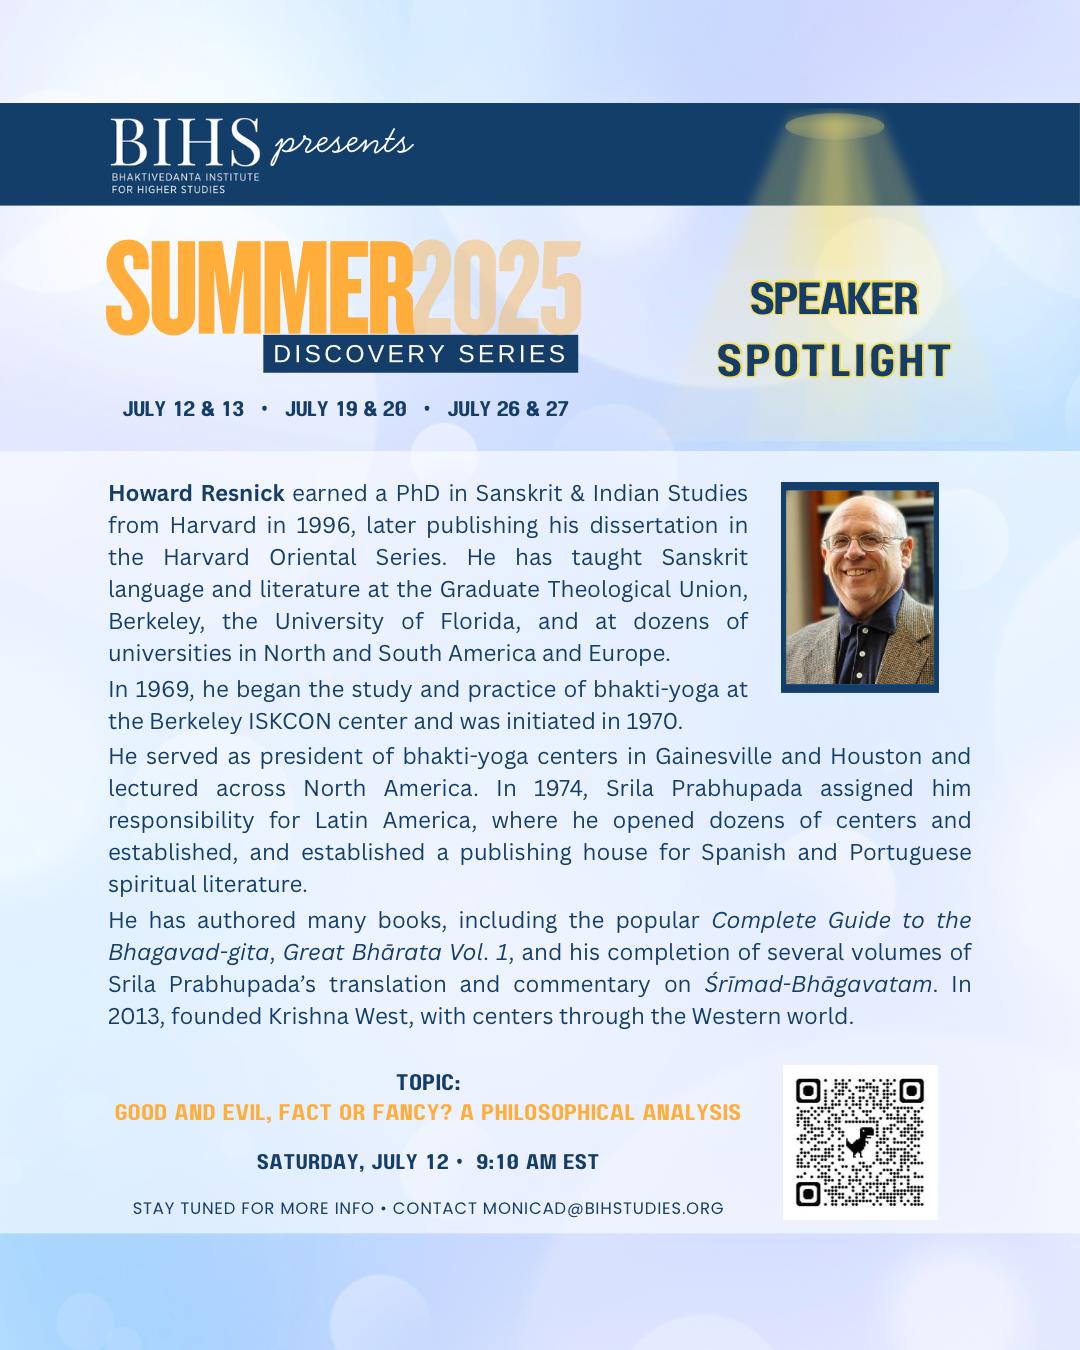 BIHS presents
BHAKTIVEDANTA INSTITUTE
FOR HIGHER STUDIES
SUMMER2025
DISCOVERY SERIES
JULY 12 & 13 • JULY 19 & 20 • JULY 26 & 27
SPEAKER
SPOTLIGHT
Howard Resnick earned a PhD in Sanskrit & Indian Studies
from Harvard in 1996, later publishing his dissertation in
the Harvard Oriental Series. He has taught Sanskrit
language and literature at the Graduate Theological Union,
Berkeley, the University of Florida, and at dozens of
universities in North and South America and Europe.
In 1969, he began the study and practice of bhakti-yoga at
the Berkeley ISKCON center and was initiated in 1970.
He served as president of bhakti-yoga centers in Gainesville and Houston and
lectured across North America. In 1974, Srila Prabhupada assigned him
responsibility for Latin America, where he opened dozens of centers and
established, and established a publishing house for Spanish and Portuguese
spiritual literature.
He has authored many books, including the popular Complete Guide to the
Bhagavad-gita, Great Bhārata Vol. 1, and his completion of several volumes of
Srila Prabhupada’s translation and commentary on Śrīmad-Bhāgavatam. In
2013, founded Krishna West, with centers through the Western world.
TOPIC:
GOOD AND EVIL, FACT OR FANCY? A PHILOSOPHICAL ANALYSIS
SATURDAY, JULY 12 • 9:10 AM EST
STAY TUNED FOR MORE INFO • CONTACT MONICAD@BIHSTUDIES.ORG